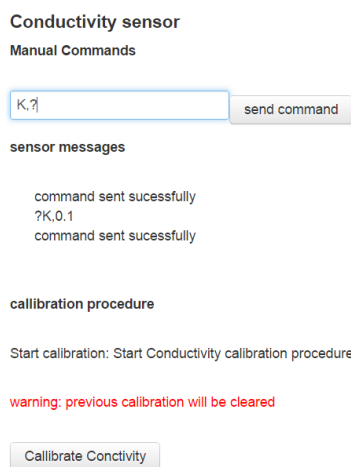 Conductivity sensor
Manual Commands
K,?
send command
sensor messages
command sent sucessfully
?K,0.1
command sent sucessfully
callibration procedure
Start calibration: Start Conductivity calibration procedure
warning: previous calibration will be cleared
Callibrate Conctivity